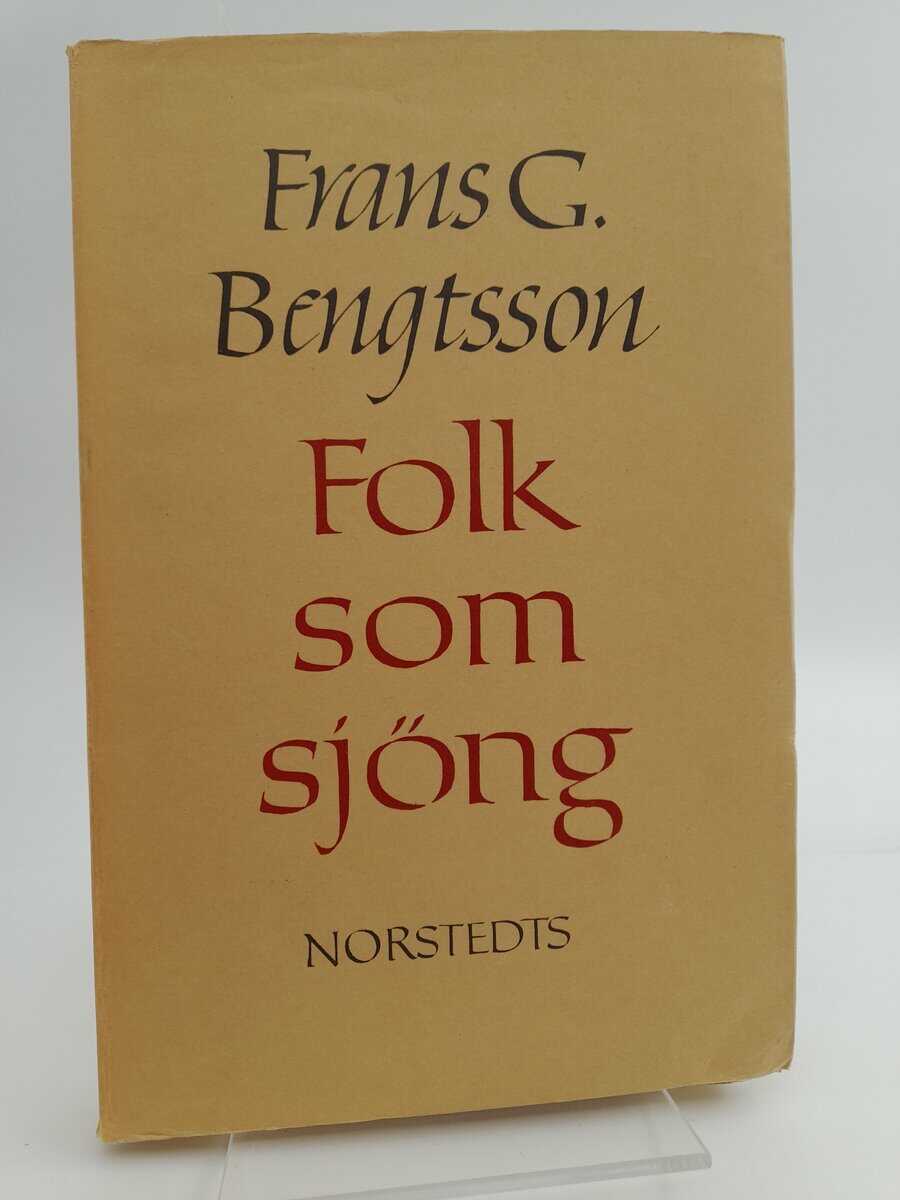 Frans G.
Bengtsson
Folk
som
sjöng
NORSTEDTS